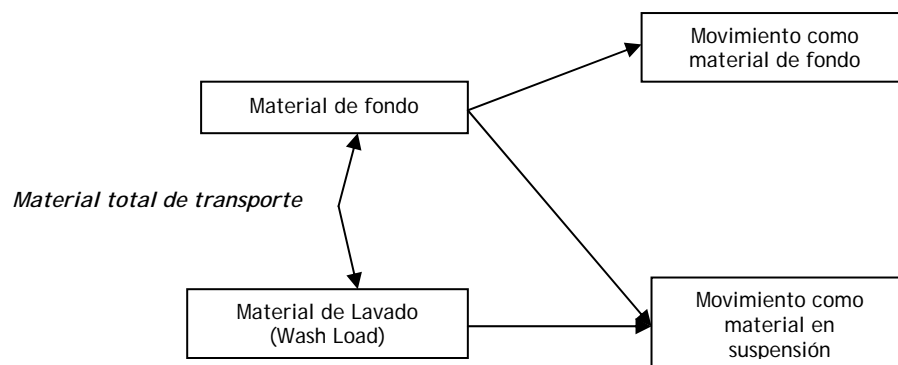 Movimiento como
material de fondo
Material de fondo
Material total de transporte
Material de Lavado
(Wash Load)
Movimiento como
material en
suspensión